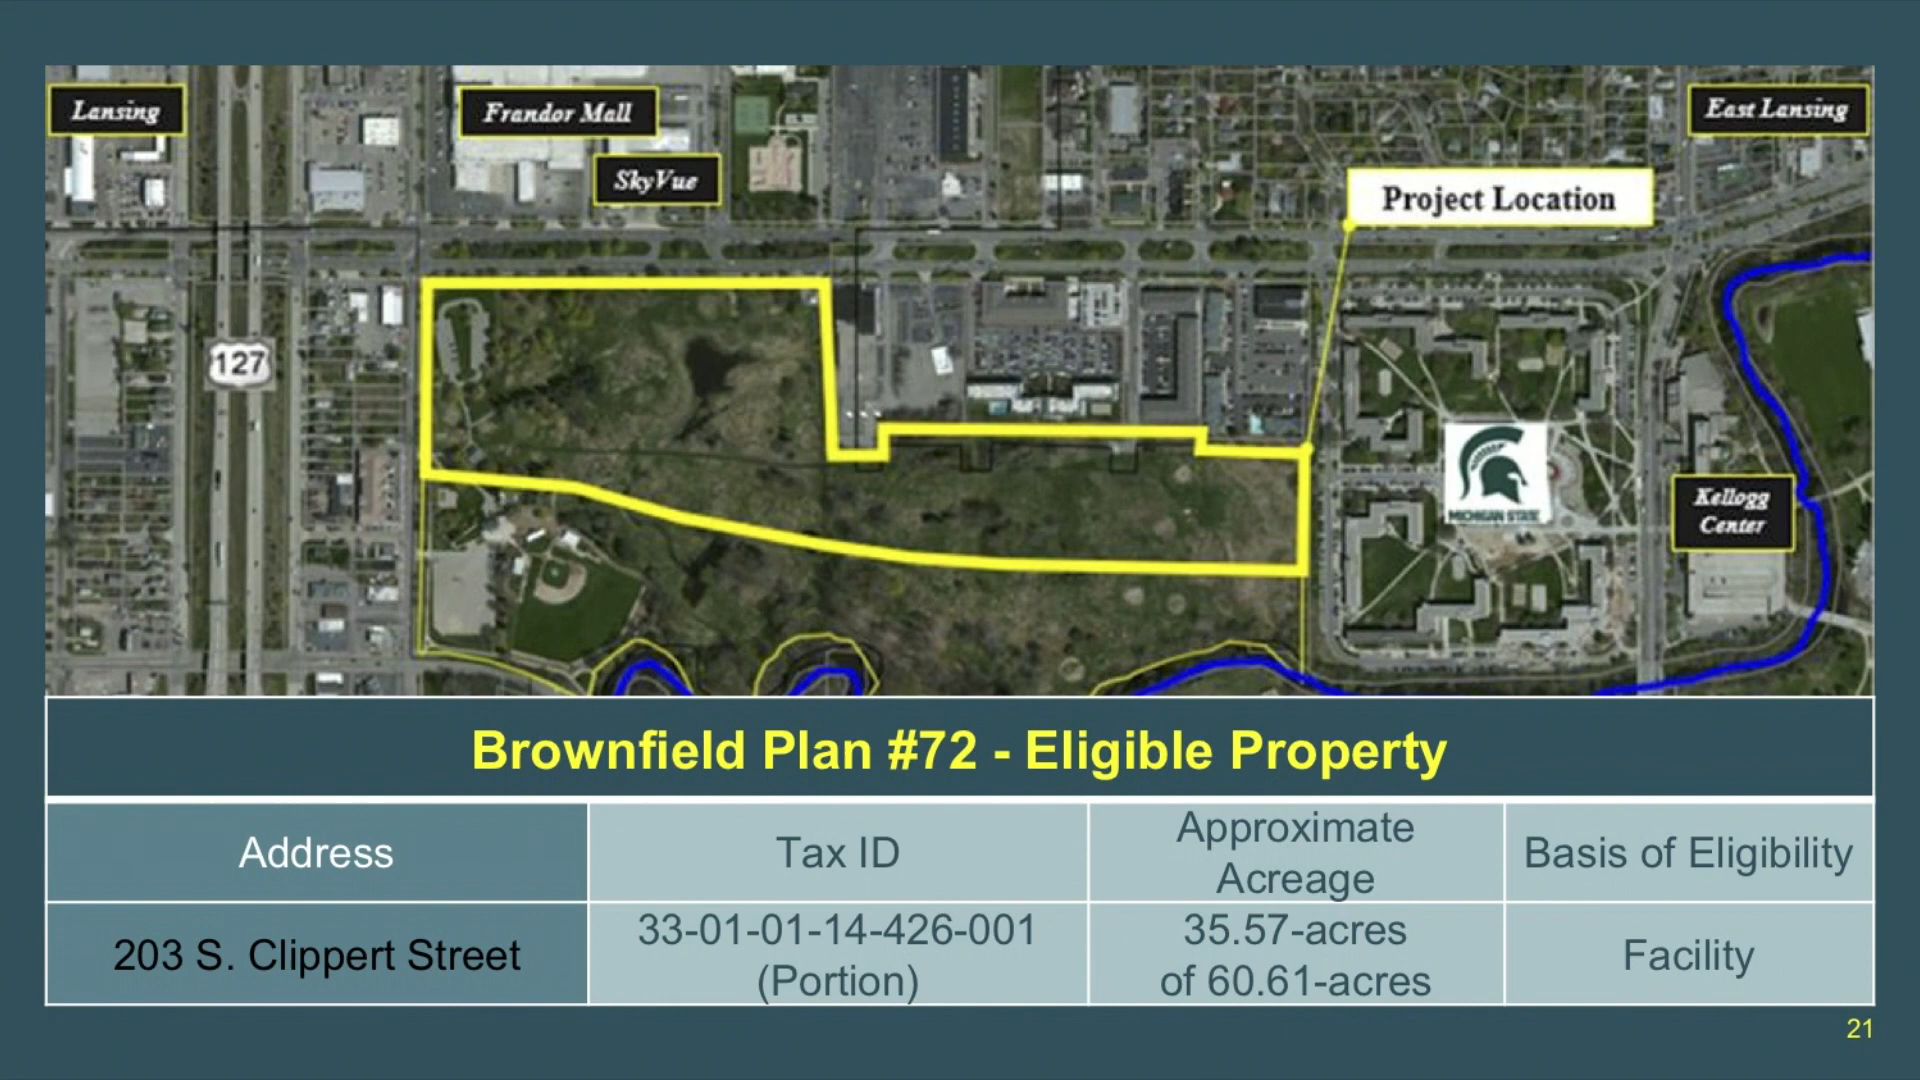 Lansing
Frandor Mall
East Lansing
SkyVue
Project Location
127
MICHIGAN STATE
Kellogg
Center
Brownfield Plan #72 - Eligible Property
Address
Tax ID
Approximate
Acreage
Basis of Eligibility
203 S. Clippert Street
33-01-01-14-426-001
(Portion)
35.57-acres
of 60.61-acres
Facility
21